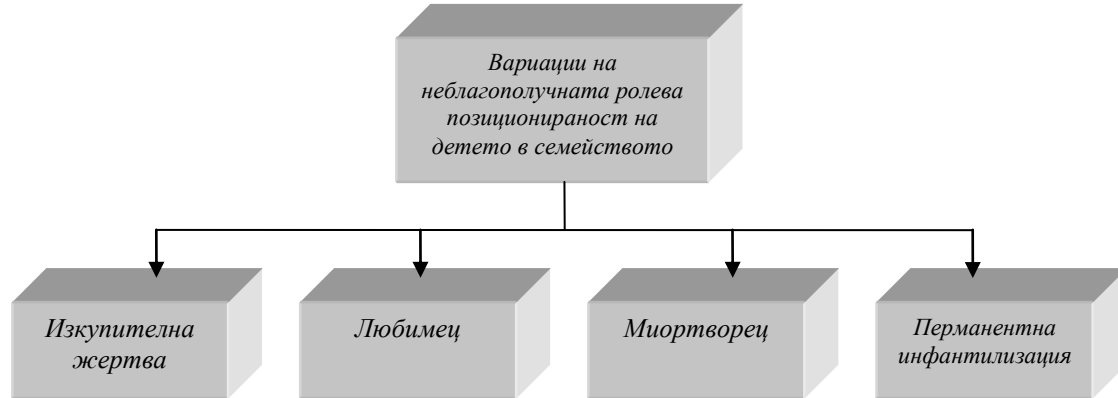 Вариации на
неблагополучната ролева
позиционираност на
детето в семейството
Изкупителна
жертва
Любимец
Миортворец
Перманентна
инфантилизация